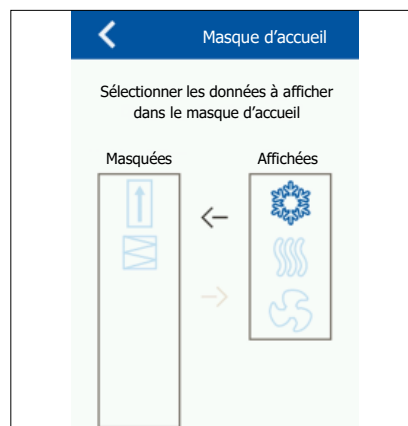 Masque d’accueil
Sélectionner les données à afficher
dans le masque d’accueil
Masquées Affichées